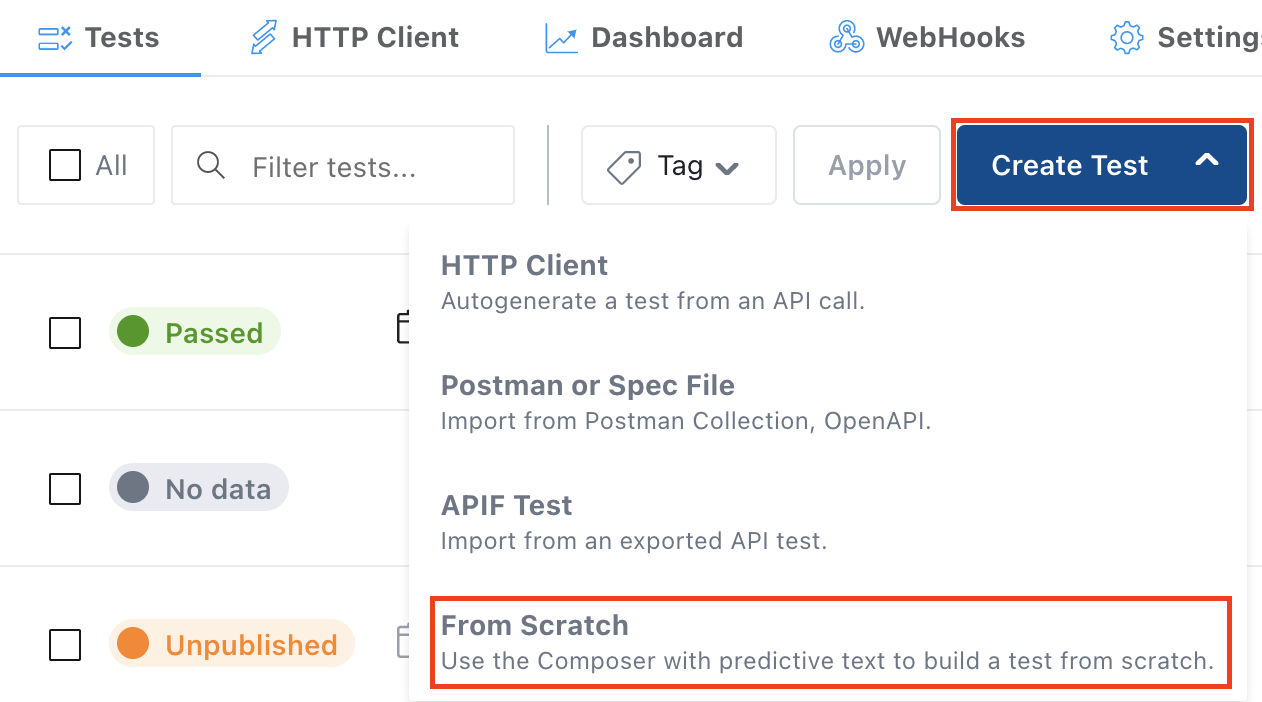 Tests HTTP Client Dashboard WebHooks Settings
All Filter tests... Tag Apply Create Test
HTTP Client
Autogenerate a test from an API call.
Passed
Postman or Spec File
Import from Postman Collection, OpenAPI.
No data
APIF Test
Import from an exported API test.
From Scratch
Unpublished
Use the Composer with predictive text to build a test from scratch.